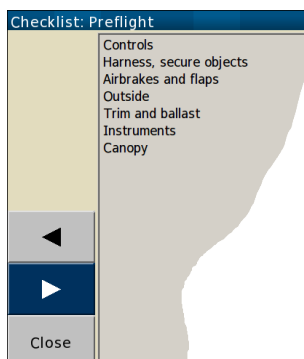 Checklist: Preflight
Controls
Harness, secure objects
Airbrakes and flaps
Outside
Trim and ballast
Instruments
Canopy
Close